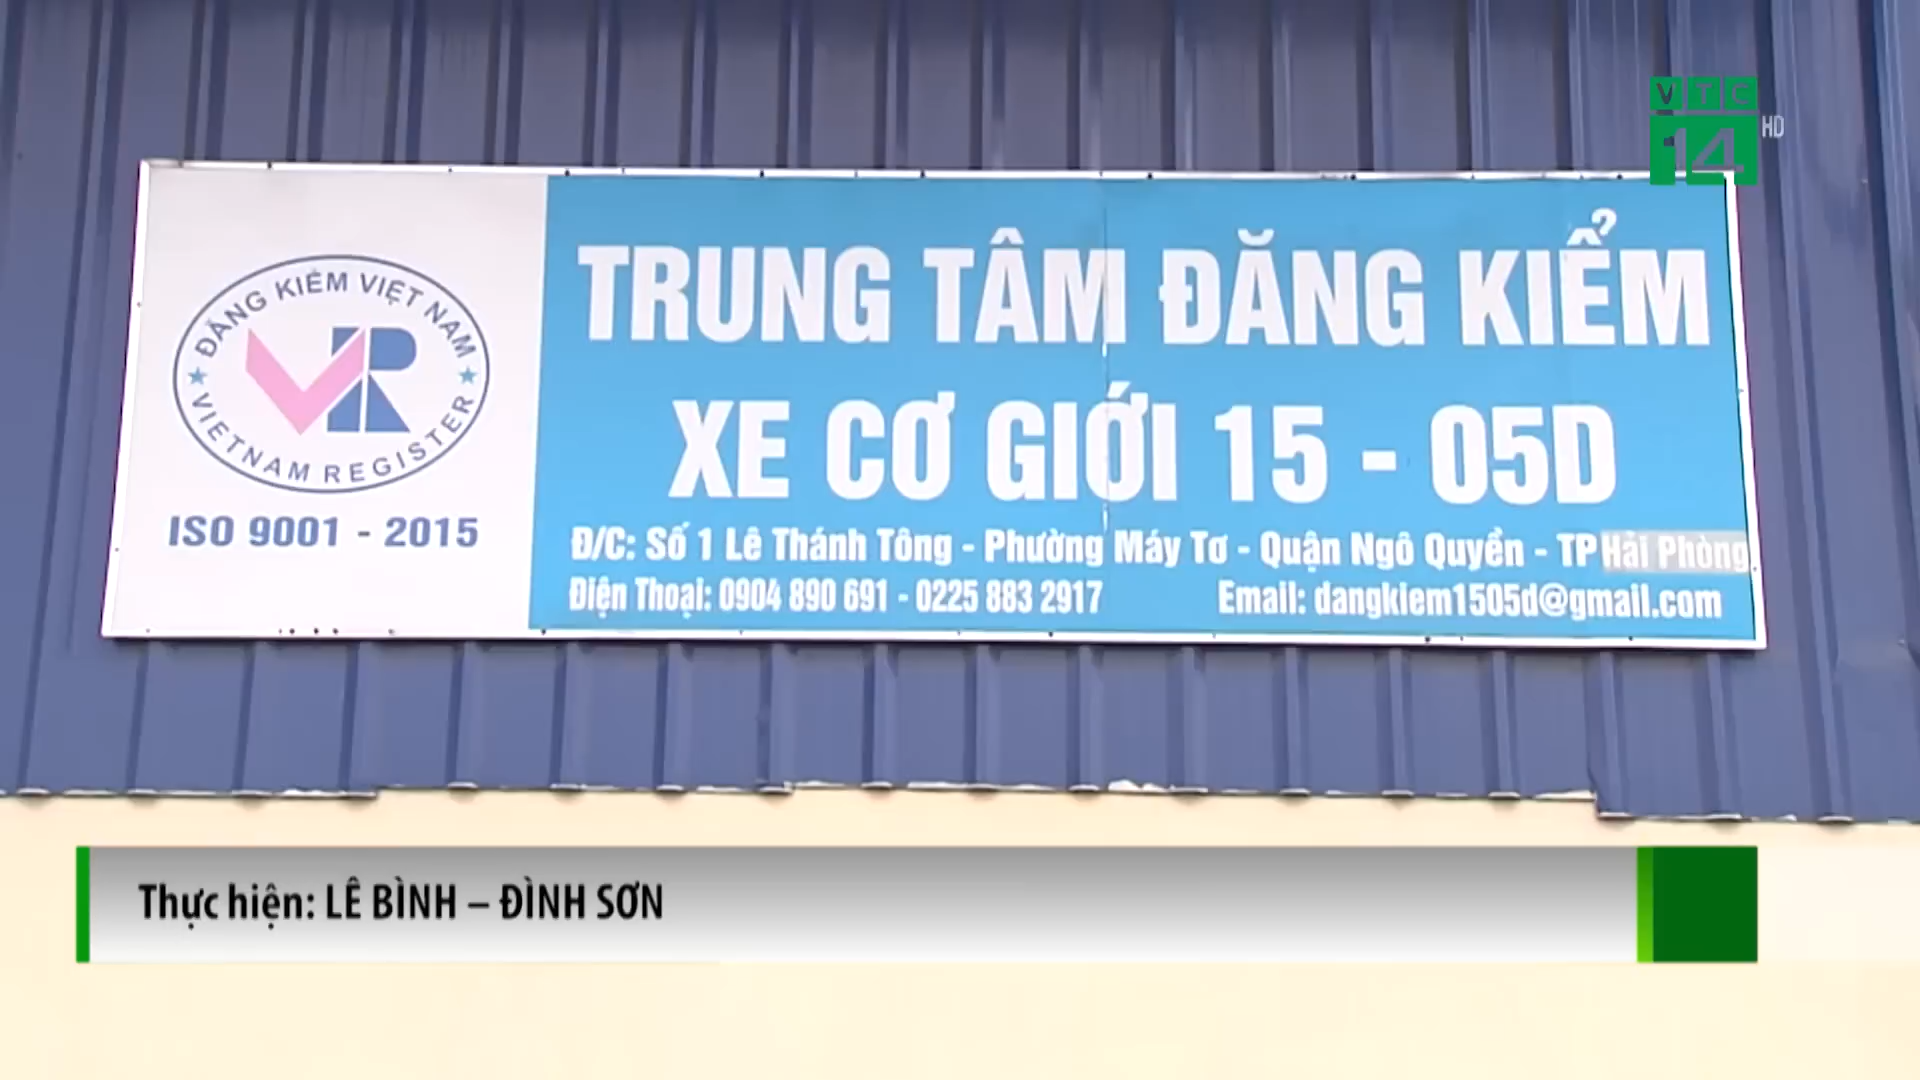 VTC
14 HD
ĐĂNG KIỂM VIỆT NAM
VR
VIETNAM REGISTER
ISO 9001 - 2015
TRUNG TÂM ĐĂNG KIỂM
XE CƠ GIỚI 15 - 05D
Đ/C: Số 1 Lê Thánh Tông - Phường Máy Tơ - Quận Ngô Quyền - TP Hải Phòng
Điện Thoại: 0904 890 691 - 0225 883 2917 Email: dangkiem1505d@gmail.com
Thực hiện: LÊ BÌNH – ĐÌNH SƠN